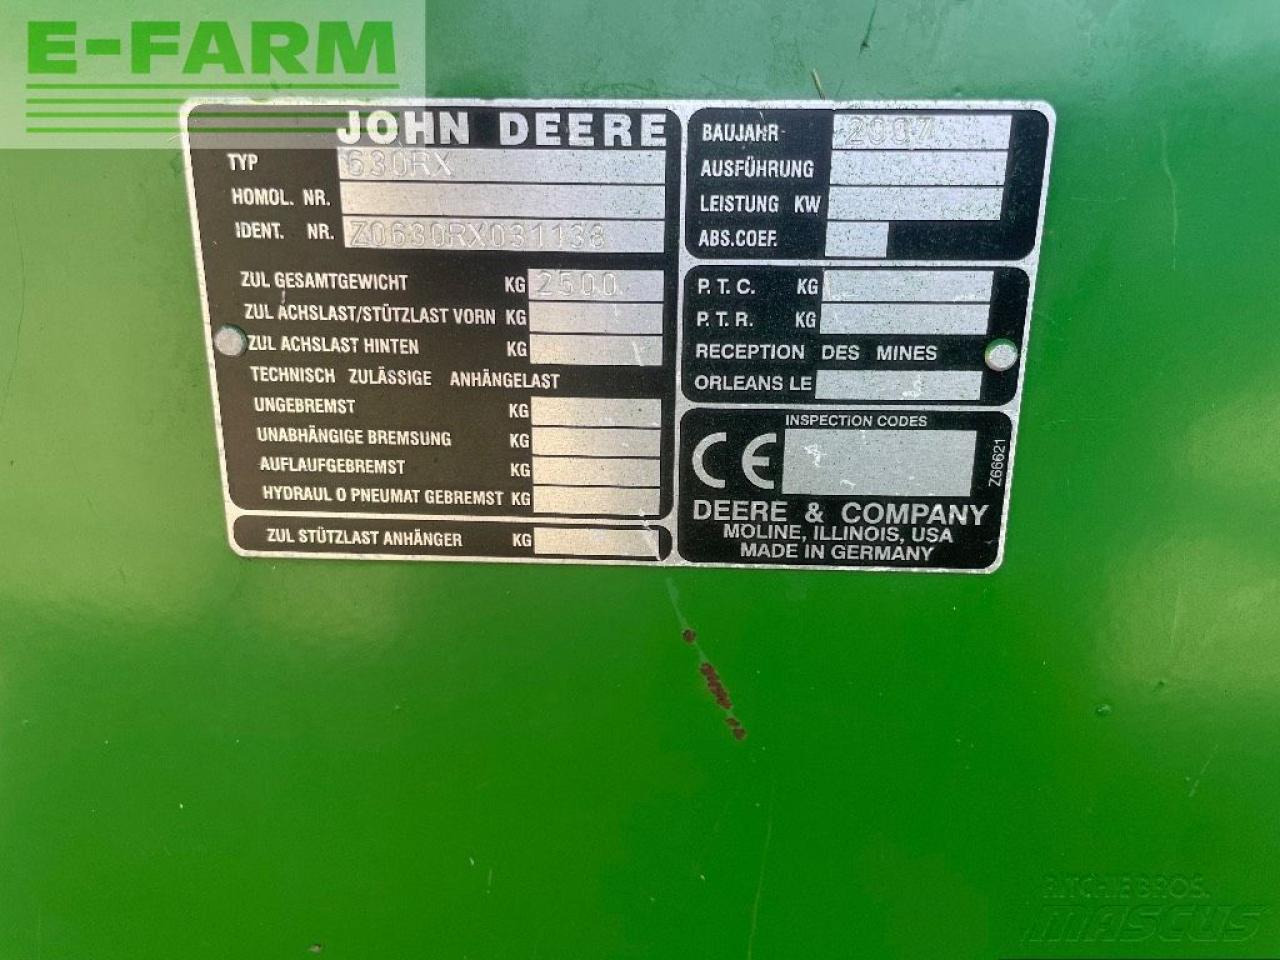 E-FARM
JOHN DEERE
TYP 630RX
HOMOL. NR.
IDENT. NR. Z0630RX031138
ZUL GESAMTGEWICHT KG 2500
ZUL ACHSLAST/STÜTZLAST VORN KG
ZUL ACHSLAST HINTEN KG
TECHNISCH ZULÄSSIGE ANHÄNGELAST
UNGEBREMST KG
UNABHÄNGIGE BREMSUNG KG
AUFLAUFGEBREMST KG
HYDRAUL O PNEUMAT GEBREMST KG
ZUL STÜTZLAST ANHÄNGER KG
BAUJAHR 2007
AUSFÜHRUNG
LEISTUNG KW
ABS.COEF.
P.T.C. KG
P.T.R. KG
RECEPTION DES MINES
ORLEANS LE
INSPECTION CODES
CE
Z66621
DEERE & COMPANY
MOLINE, ILLINOIS, USA
MADE IN GERMANY
RITCHIE BROS.
MASCUS